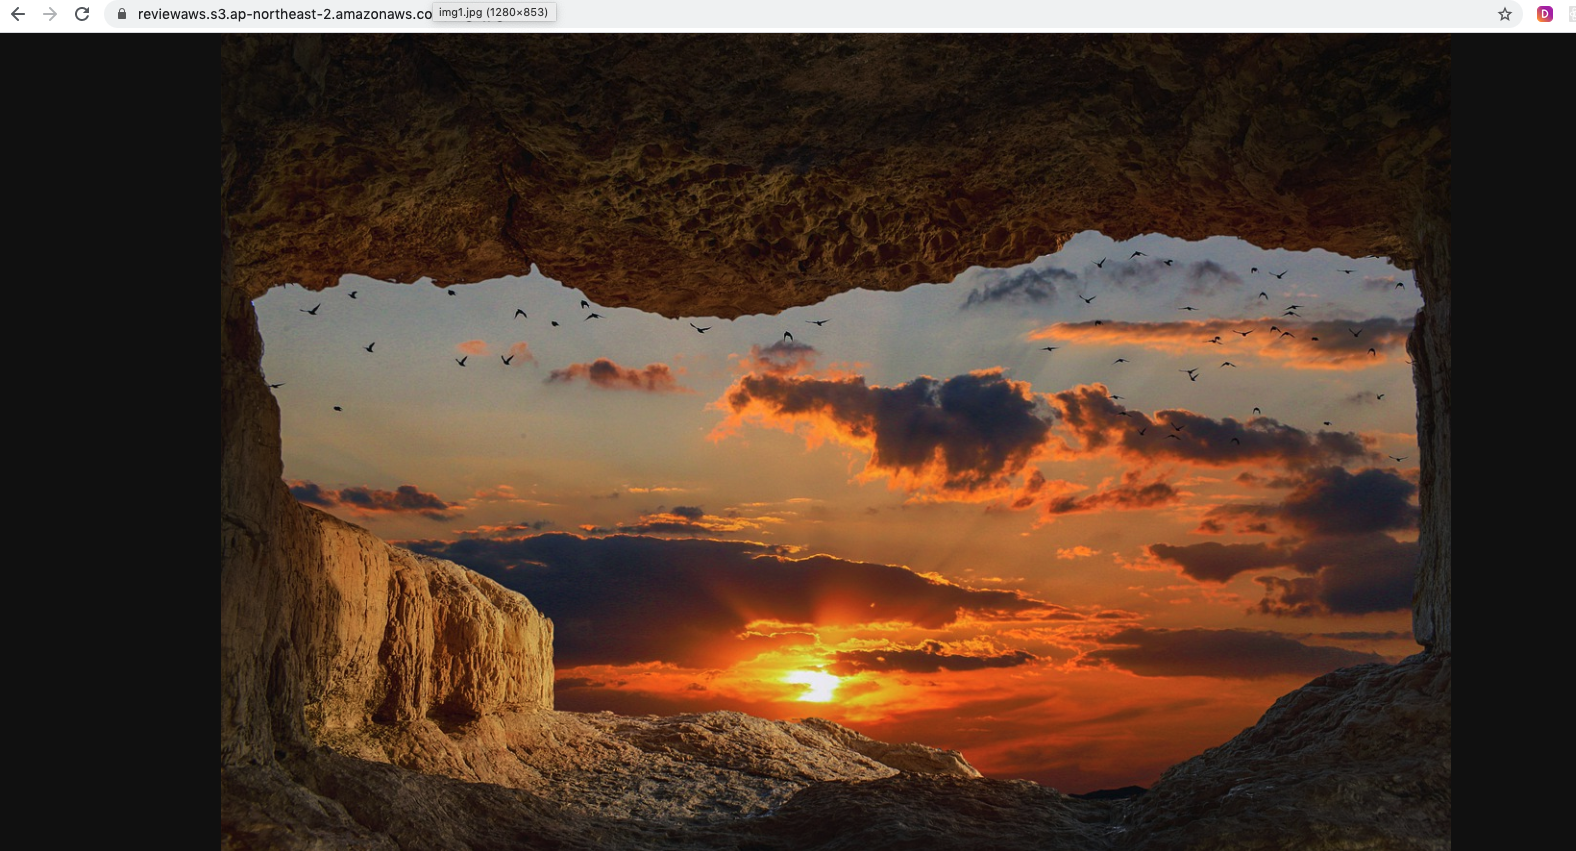 reviewaws.s3.ap-northeast-2.amazonaws.co
img1.jpg (1280×853)
D